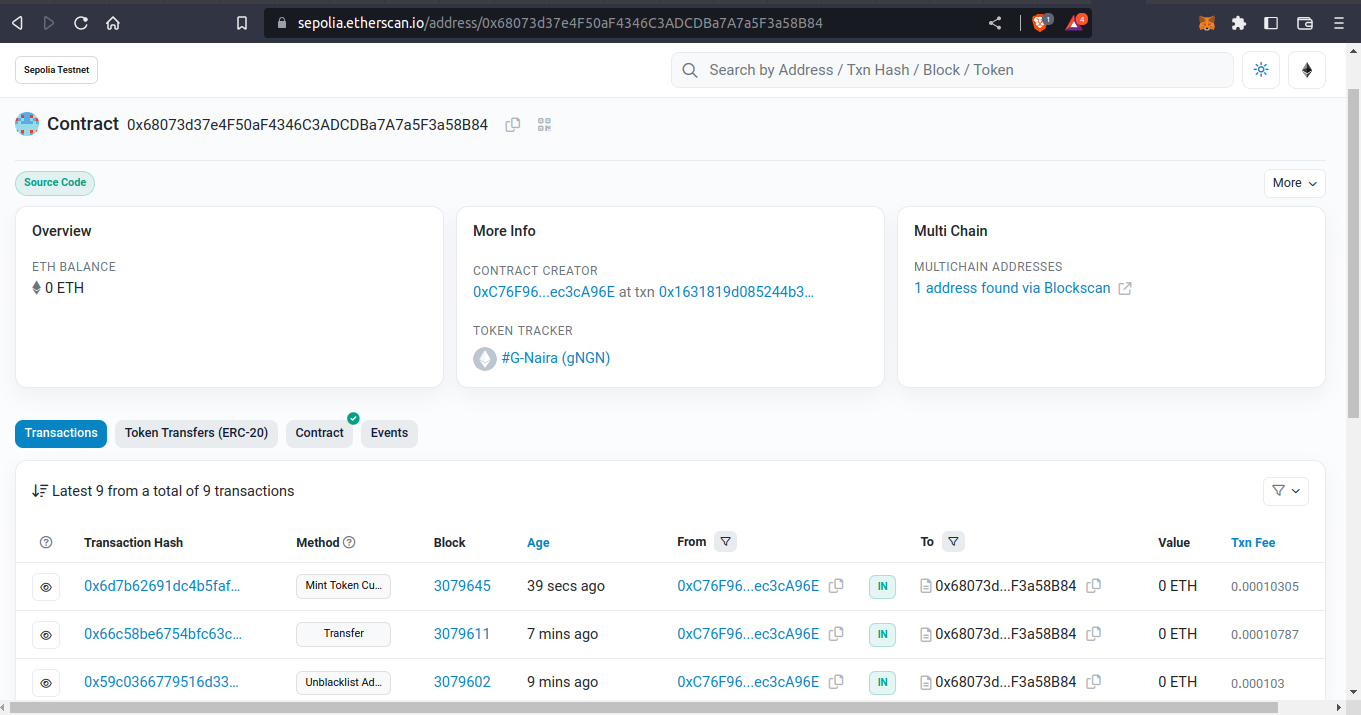 sepolia.etherscan.io/address/0x68073d37e4F50aF4346C3ADCDBa7A7a5F3a58B84 1 4
Sepolia Testnet Search by Address / Txn Hash / Block / Token
Contract 0x68073d37e4F50aF4346C3ADCDBa7A7a5F3a58B84
Source Code More
Overview
ETH BALANCE
0 ETH
More Info
CONTRACT CREATOR
0xC76F96...ec3cA96E at txn 0x1631819d085244b3...
TOKEN TRACKER
#G-Naira (gNGN)
Multi Chain
MULTICHAIN ADDRESSES
1 address found via Blockscan
Transactions Token Transfers (ERC-20) Contract Events
Latest 9 from a total of 9 transactions
Transaction Hash Method Block Age From To Value Txn Fee
0x6d7b62691dc4b5faf... Mint Token Cu... 3079645 39 secs ago 0xC76F96...ec3cA96E IN 0x68073d...F3a58B84 0 ETH 0.00010305
0x66c58be6754bfc63c... Transfer 3079611 7 mins ago 0xC76F96...ec3cA96E IN 0x68073d...F3a58B84 0 ETH 0.00010787
0x59c0366779516d33... Unblacklist Ad... 3079602 9 mins ago 0xC76F96...ec3cA96E IN 0x68073d...F3a58B84 0 ETH 0.000103